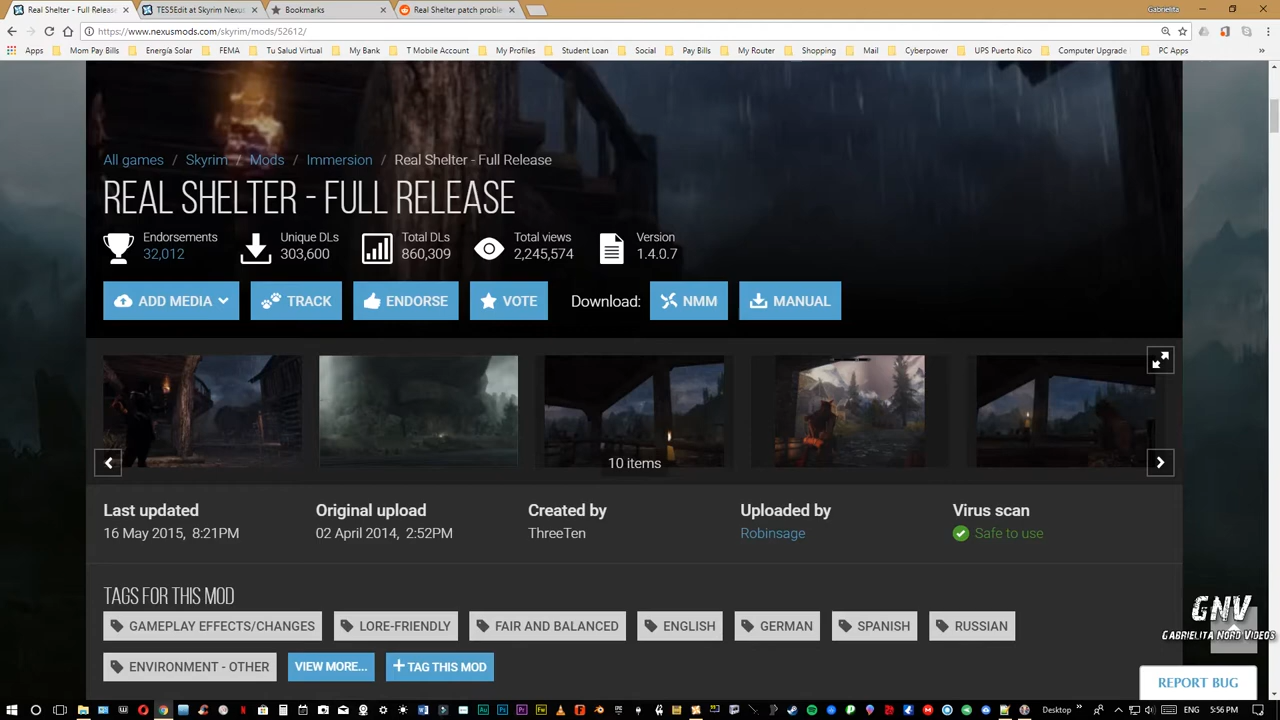 Real Shelter - Full Release
TES5Edit at Skyrim Nexus
Bookmarks
Real Shelter patch proble
Gabrielita
https://www.nexusmods.com/skyrim/mods/52612/
Apps Mom Pay Bills Energía Solar FEMA Tu Salud Virtual My Bank T Mobile Account My Profiles Student Loan Social Pay Bill My Router Shopping Mail Cyberpower UPS Puerto Rico Computer Upgrade PC Apps
All games / Skyrim / Mods / Immersion / Real Shelter - Full Release
REAL SHELTER - FULL RELEASE
Endorsements Unique DLs Total DLs Total views Version
32,012 303,600 860,309 2,245,574 1.4.0.7
ADD MEDIA TRACK ENDORSE VOTE Download: NMM MANUAL
10 items
Last updated Original upload Created by Uploaded by Virus scan
16 May 2015, 8:21PM 02 April 2014, 2:52PM ThreeTen Robinsage Safe to use
TAGS FOR THIS MOD
GAMEPLAY EFFECTS/CHANGES LORE-FRIENDLY FAIR AND BALANCED ENGLISH GERMAN SPANISH RUSSIAN
ENVIRONMENT - OTHER VIEW MORE... + TAG THIS MOD
GNV
GABRIELITA NORD VIDEOS
REPORT BUG
Desktop » 5:56 PM